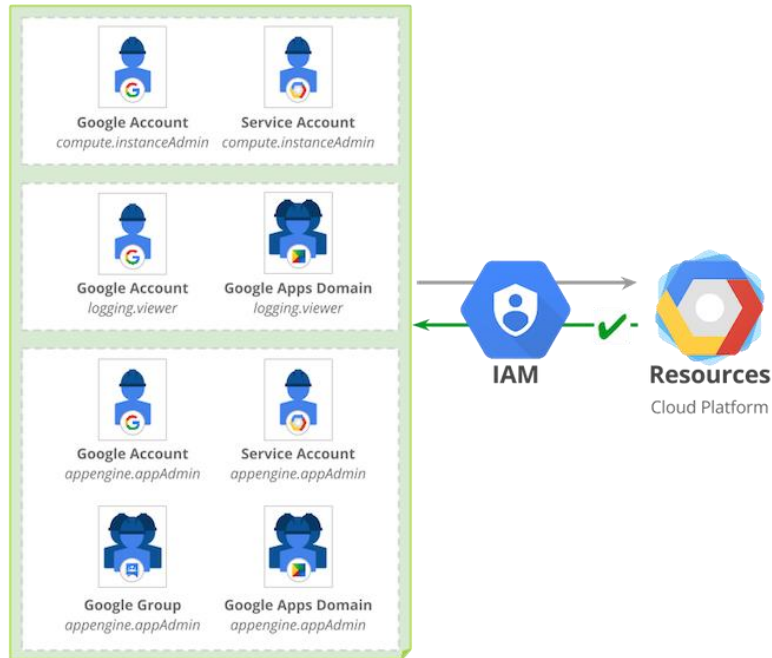 Google Account
compute.instanceAdmin
Service Account
compute.instanceAdmin
Google Account
logging.viewer
Google Apps Domain
logging.viewer
IAM
Resources
Cloud Platform
Google Account
appengine.appAdmin
Service Account
appengine.appAdmin
Google Group
appengine.appAdmin
Google Apps Domain
appengine.appAdmin